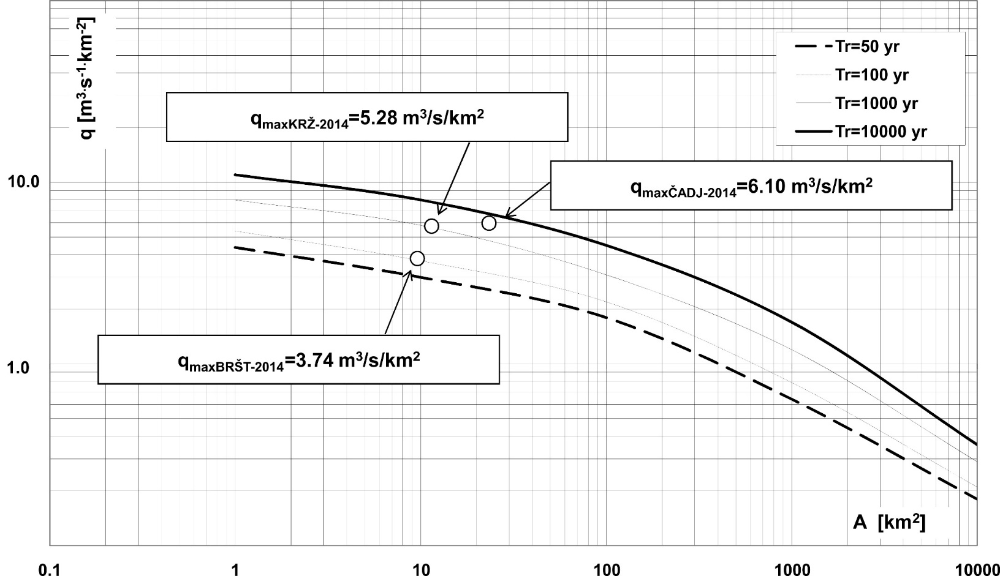 q [m³·s⁻¹·km⁻²]
Tr=50 yr
Tr=100 yr
Tr=1000 yr
Tr=10000 yr
qmaxKRŽ-2014=5.28 m³/s/km²
qmaxČADJ-2014=6.10 m³/s/km²
10.0
qmaxBRŠT-2014=3.74 m³/s/km²
1.0
A [km²]
0.1 1 10 100 1000 10000